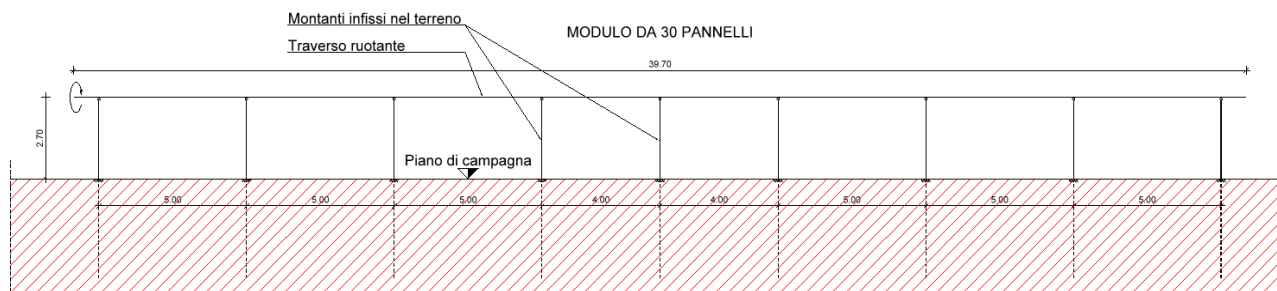 Montanti infissi nel terreno
MODULO DA 30 PANNELLI
Traverso ruotante
39.70
2.70
Piano di campagna
5.00 5.00 5.00 4.00 4.00 5.00 5.00 5.00